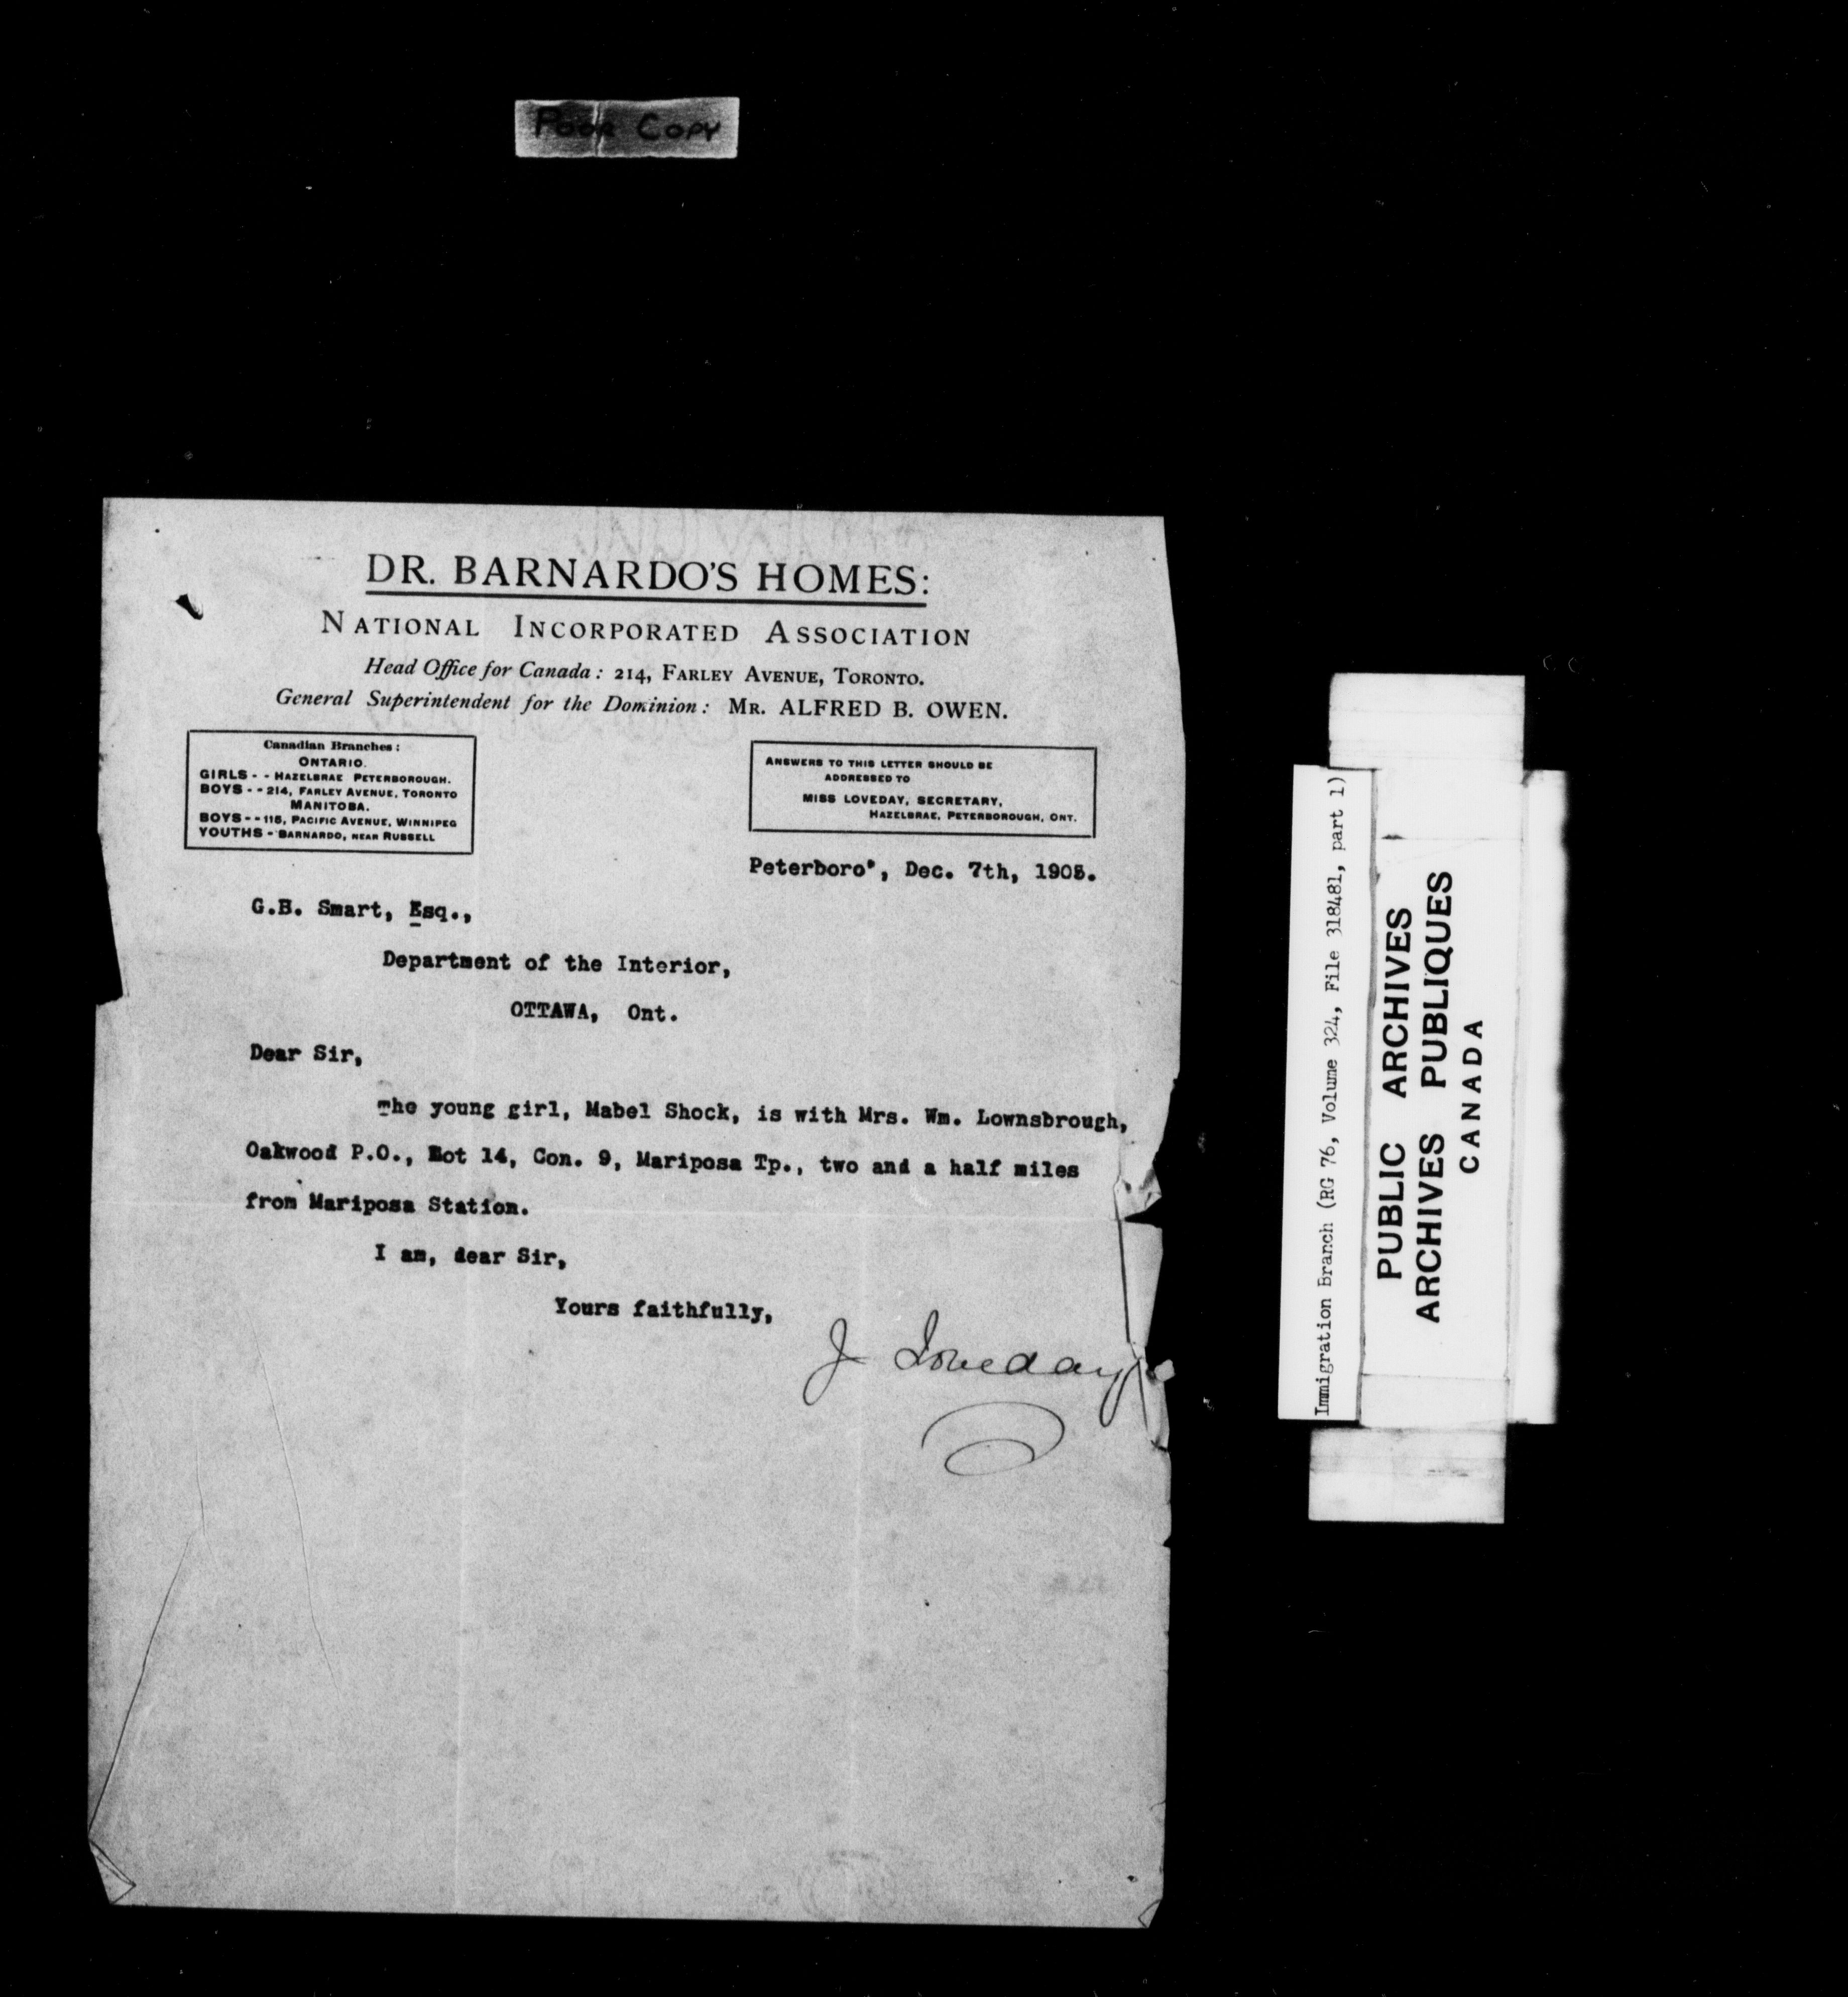 Poor Copy
DR. BARNARDO'S HOMES:
NATIONAL INCORPORATED ASSOCIATION
Head Office for Canada: 214, FARLEY AVENUE, TORONTO.
General Superintendent for the Dominion: MR. ALFRED B. OWEN.
Canadian Branches:
ONTARIO.
GIRLS - - HAZELBRAE PETERBOROUGH.
BOYS - - 214, FARLEY AVENUE, TORONTO
MANITOBA.
BOYS - - 115, PACIFIC AVENUE, WINNIPEG
YOUTHS - BARNARDO, NEAR RUSSELL
ANSWERS TO THIS LETTER SHOULD BE
ADDRESSED TO
MISS LOVEDAY, SECRETARY,
HAZELBRAE, PETERBOROUGH, ONT.
Peterboro', Dec. 7th, 1905.
G.B. Smart, Esq.,
Department of the Interior,
OTTAWA, Ont.
Dear Sir,
The young girl, Mabel Shock, is with Mrs. Wm. Lownsbrough,
Oakwood P.O., Lot 14, Con. 9, Mariposa Tp., two and a half miles
from Mariposa Station.
I am, dear Sir,
Yours faithfully,
J Loveday
Immigration Branch (RG 76, Volume 324, File 318481, part 1)
PUBLIC ARCHIVES
ARCHIVES PUBLIQUES
CANADA